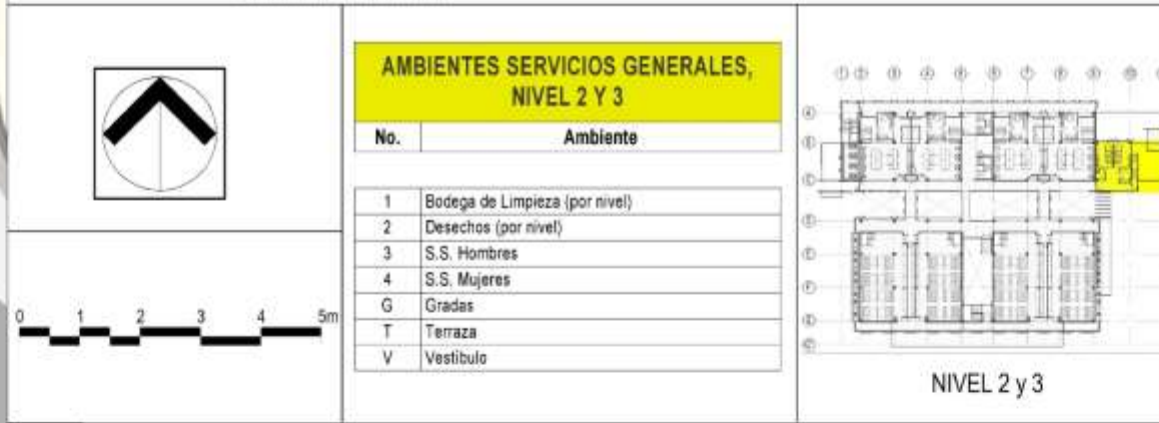 AMBIENTES SERVICIOS GENERALES,
NIVEL 2 Y 3
No. Ambiente
1 Bodega de Limpieza (por nivel)
2 Desechos (por nivel)
3 S.S. Hombres
4 S.S. Mujeres
G Gradas
T Terraza
V Vestíbulo
0 1 2 3 4 5m
NIVEL 2 y 3